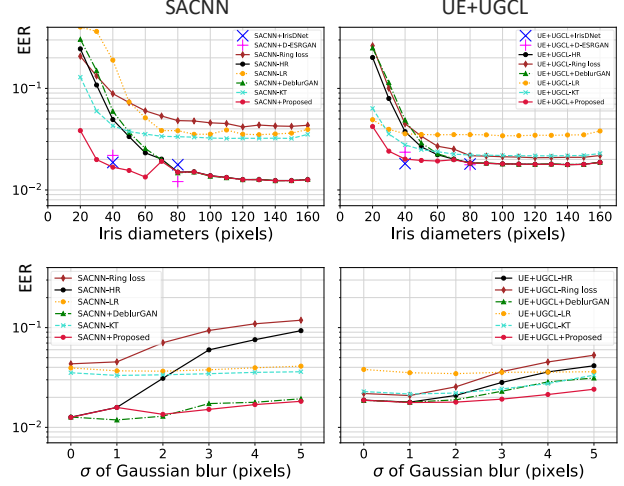 SACNN
UE+UGCL
EER
SACNN+IrisDNet
SACNN+D-ESRGAN
SACNN-Ring loss
SACNN-HR
SACNN-LR
SACNN+DeblurGAN
SACNN-KT
SACNN+Proposed
10⁻¹
10⁻²
0 20 40 60 80 100 120 140 160
Iris diameters (pixels)
UE+UGCL+IrisDNet
UE+UGCL+D-ESRGAN
UE+UGCL-HR
UE+UGCL-Ring loss
UE+UGCL+DeblurGAN
UE+UGCL-LR
UE+UGCL-KT
UE+UGCL+Proposed
0 20 40 60 80 100 120 140 160
Iris diameters (pixels)
EER
SACNN-Ring loss
SACNN-HR
SACNN-LR
SACNN+DeblurGAN
SACNN-KT
SACNN+Proposed
10⁻¹
10⁻²
0 1 2 3 4 5
σ of Gaussian blur (pixels)
UE+UGCL-HR
UE+UGCL-Ring loss
UE+UGCL+DeblurGAN
UE+UGCL-LR
UE+UGCL-KT
UE+UGCL+Proposed
0 1 2 3 4 5
σ of Gaussian blur (pixels)